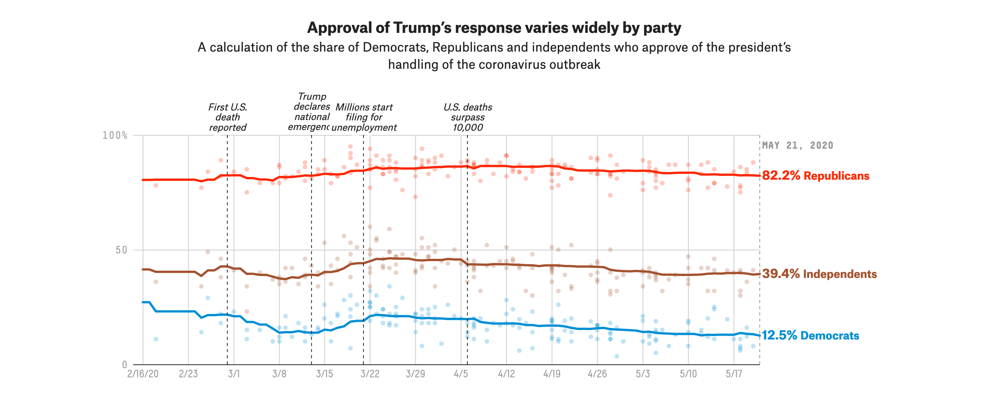 Approval of Trump’s response varies widely by party
A calculation of the share of Democrats, Republicans and independents who approve of the president’s
handling of the coronavirus outbreak
First U.S.
death
reported
Trump
declares
national
emergenc
Millions start
filing for
unemployment
U.S. deaths
surpass
10,000
100%
50
0
MAY 21, 2020
82.2% Republicans
39.4% Independents
12.5% Democrats
2/16/20 2/23 3/1 3/8 3/15 3/22 3/29 4/5 4/12 4/19 4/26 5/3 5/10 5/17